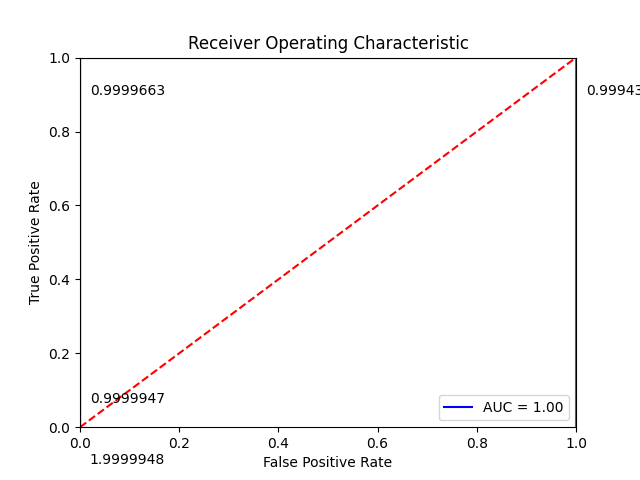 Receiver Operating Characteristic
1.0
0.9999663
0.99943
0.8
0.6
True Positive Rate
0.4
0.2
0.9999947
AUC = 1.00
0.0
0.0 0.2 0.4 0.6 0.8 1.0
1.9999948
False Positive Rate